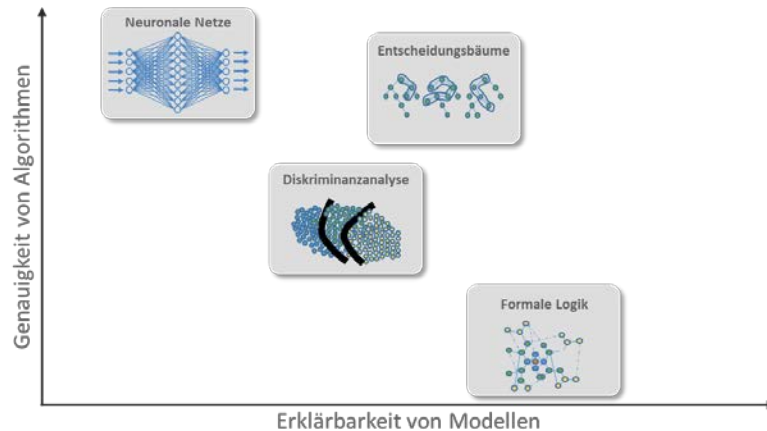 Neuronale Netze
Entscheidungsbäume
Diskriminanzanalyse
Formale Logik
Genauigkeit von Algorithmen
Erklärbarkeit von Modellen